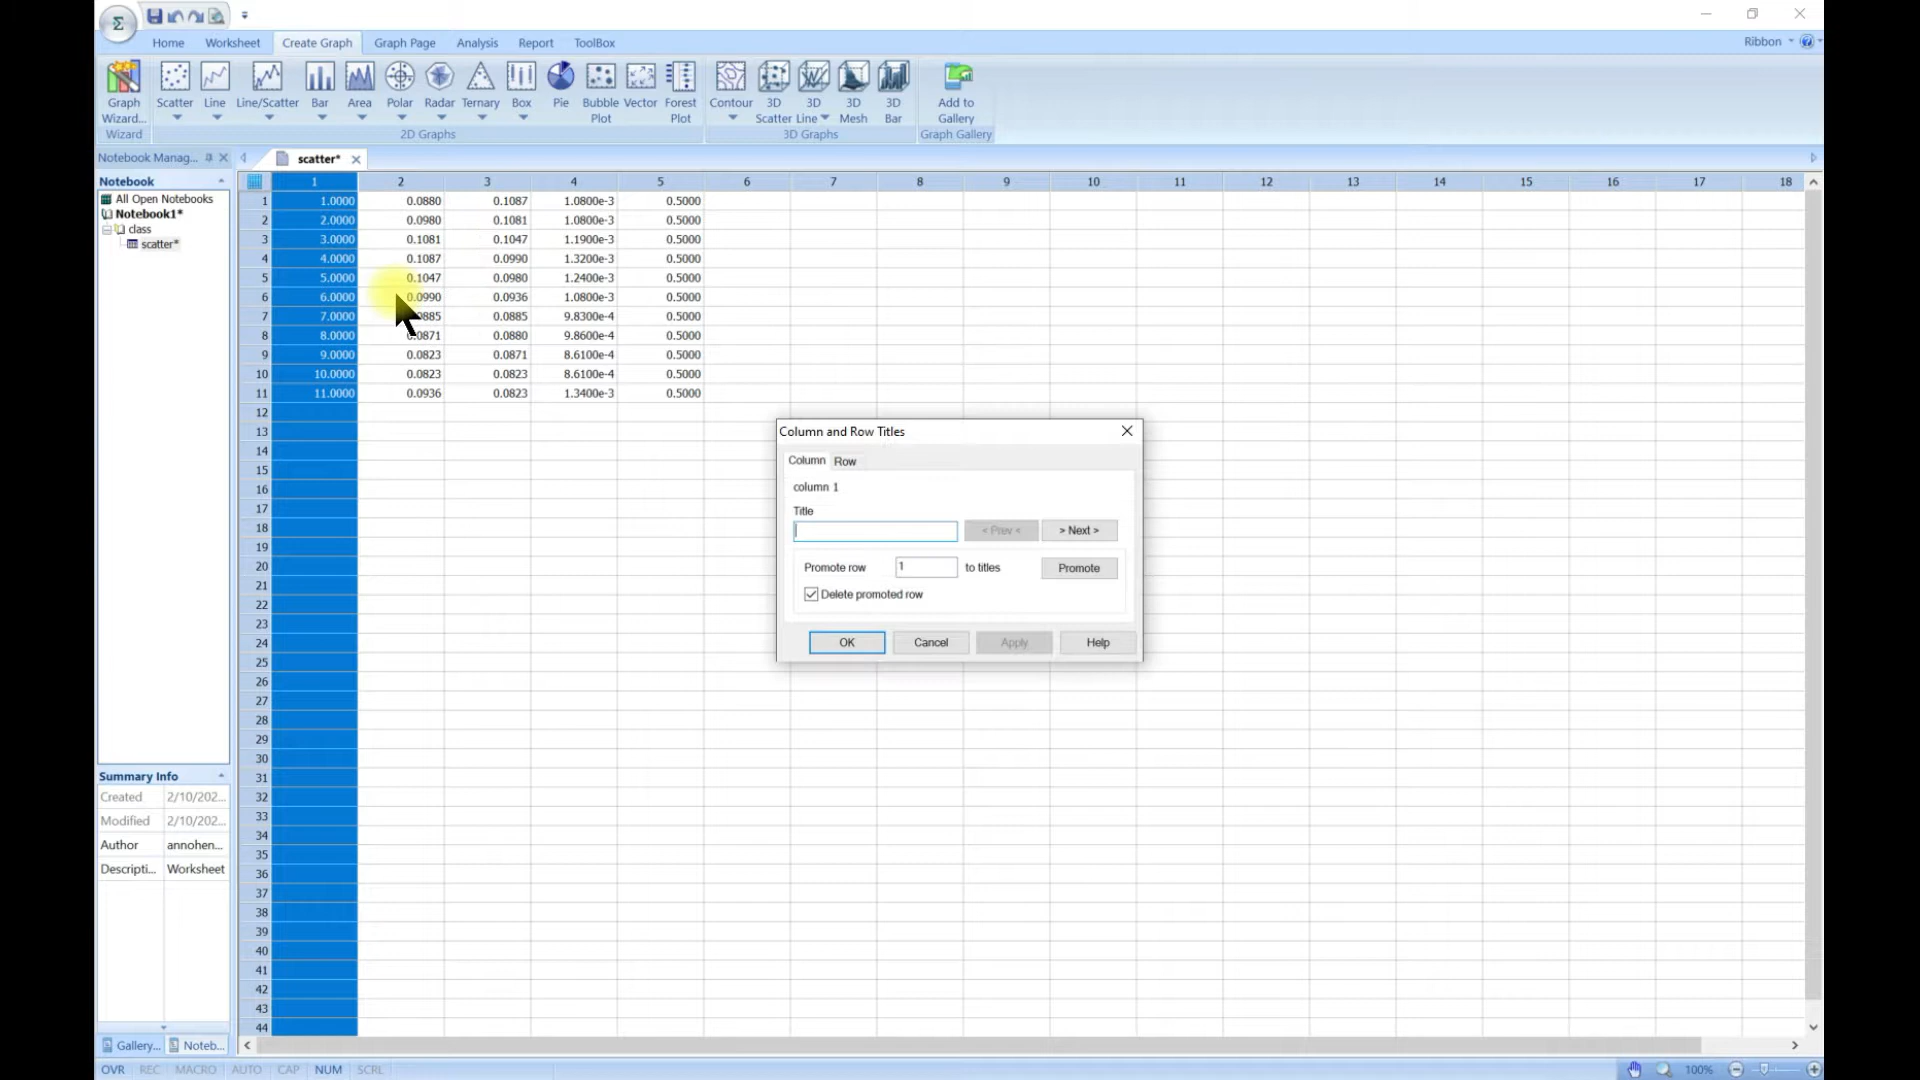 Σ
Home Worksheet Create Graph Graph Page Analysis Report ToolBox Ribbon
Graph Wizard... Scatter Line Line/Scatter Bar Area Polar Radar Ternary Box Pie Bubble Plot Vector Forest Plot Contour 3D Scatter 3D Line 3D Mesh 3D Bar Add to Gallery
Wizard 2D Graphs 3D Graphs Graph Gallery
Notebook Manag... scatter*
Notebook
All Open Notebooks
Notebook1*
class
scatter*
1 2 3 4 5 6 7 8 9 10 11 12 13 14 15 16 17 18
1 1.0000 0.0880 0.1087 1.0800e-3 0.5000
2 2.0000 0.0980 0.1081 1.0800e-3 0.5000
3 3.0000 0.1081 0.1047 1.1900e-3 0.5000
4 4.0000 0.1087 0.0990 1.3200e-3 0.5000
5 5.0000 0.1047 0.0980 1.2400e-3 0.5000
6 6.0000 0.0990 0.0936 1.0800e-3 0.5000
7 7.0000 0885 0.0885 9.8300e-4 0.5000
8 8.0000 0.0871 0.0880 9.8600e-4 0.5000
9 9.0000 0.0823 0.0871 8.6100e-4 0.5000
10 10.0000 0.0823 0.0823 8.6100e-4 0.5000
11 11.0000 0.0936 0.0823 1.3400e-3 0.5000
12
13
14
15
16
17
18
19
20
21
22
23
24
25
26
27
28
29
30
31
32
33
34
35
36
37
38
39
40
41
42
43
44
Column and Row Titles
Column Row
column 1
Title
< Prev < > Next >
Promote row 1 to titles Promote
Delete promoted row
OK Cancel Apply Help
Summary Info
Created 2/10/202...
Modified 2/10/202...
Author annohen...
Descripti... Worksheet
Gallery... Noteb...
OVR REC MACRO AUTO CAP NUM SCRL 100%